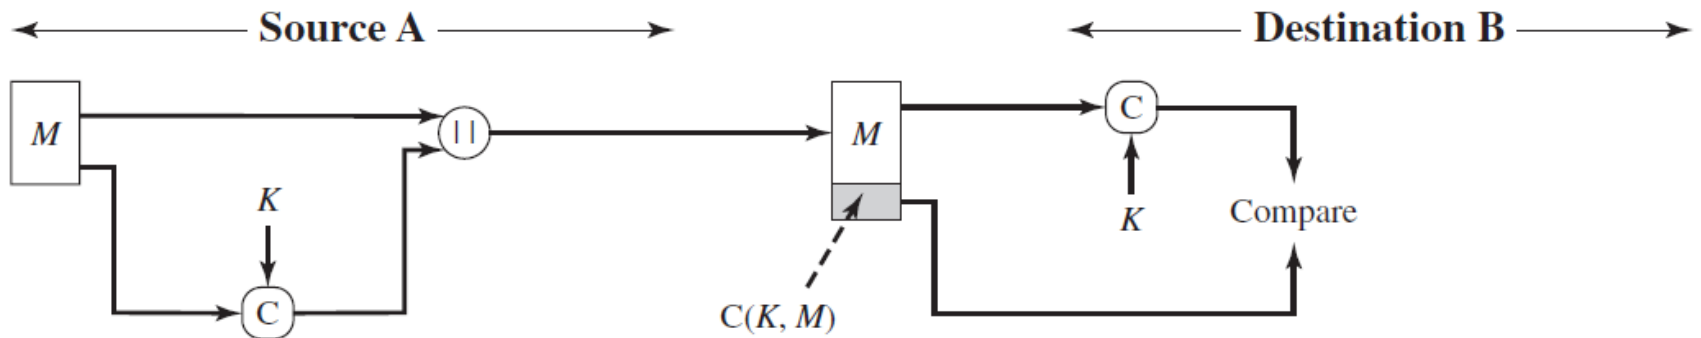 Source A
Destination B
M
||
M
C
K
K
Compare
C
C(K, M)